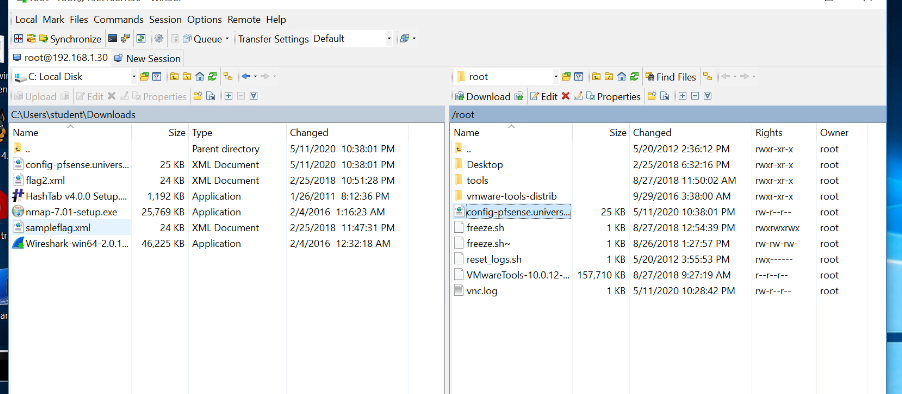 Local Mark Files Commands Session Options Remote Help
Synchronize Queue Transfer Settings Default
root@192.168.1.30 New Session
C: Local Disk root Find Files
Upload Edit Properties Download Edit Properties
C:\Users\student\Downloads /root
Name Size Type Changed Name Size Changed Rights Owner
.. Parent directory 5/11/2020 10:38:01 PM .. 5/20/2012 2:36:12 PM rwxr-xr-x root
config-pfsense.univers... 25 KB XML Document 5/11/2020 10:38:01 PM Desktop 2/25/2018 6:32:16 PM rwxr-xr-x root
flag2.xml 24 KB XML Document 2/25/2018 10:51:28 PM tools 8/27/2018 11:50:02 AM rwxr-xr-x root
HashTab v4.0.0 Setup.... 1,192 KB Application 1/26/2011 8:12:36 PM vmware-tools-distrib 9/29/2016 3:38:00 AM rwxr-xr-x root
nmap-7.01-setup.exe 25,769 KB Application 2/4/2016 1:16:23 AM config-pfsense.univers... 25 KB 5/11/2020 10:38:01 PM rw-r--r-- root
sampleflag.xml 24 KB XML Document 2/25/2018 11:47:31 PM freeze.sh 1 KB 8/27/2018 12:54:39 PM rwxrwxrwx root
Wireshark-win64-2.0.1... 46,225 KB Application 2/4/2016 12:32:18 AM freeze.sh~ 1 KB 8/26/2018 1:27:57 PM rw-rw-rw- root
reset_logs.sh 1 KB 5/20/2012 3:55:53 PM rwx------ root
VMwareTools-10.0.12-... 157,710 KB 8/27/2018 9:27:19 AM r--r--r-- root
vnc.log 1 KB 5/11/2020 10:28:42 PM rw-r--r-- root